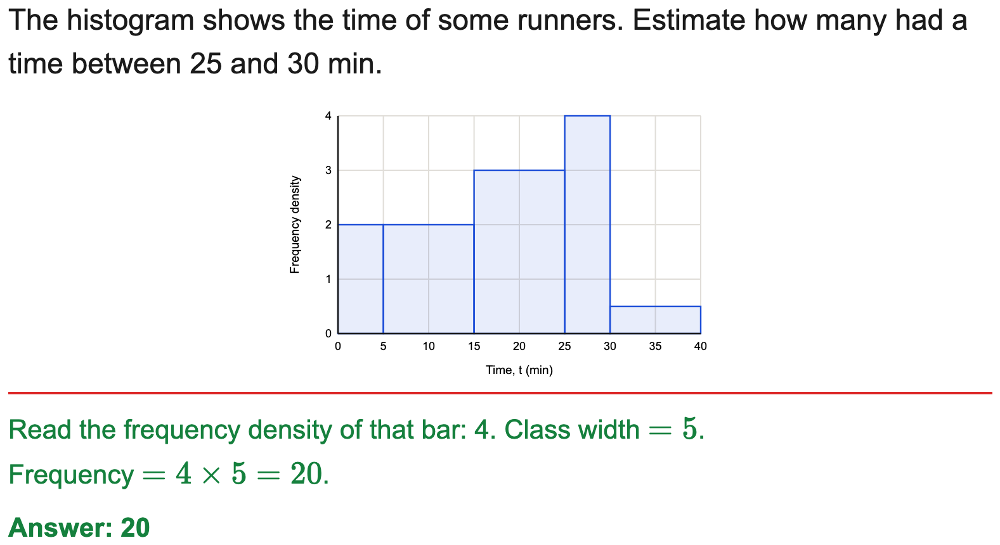 The histogram shows the time of some runners. Estimate how many had a
time between 25 and 30 min.
4
3
2
1
0
Frequency density
0 5 10 15 20 25 30 35 40
Time, t (min)
Read the frequency density of that bar: 4. Class width = 5.
Frequency = 4 × 5 = 20.
Answer: 20